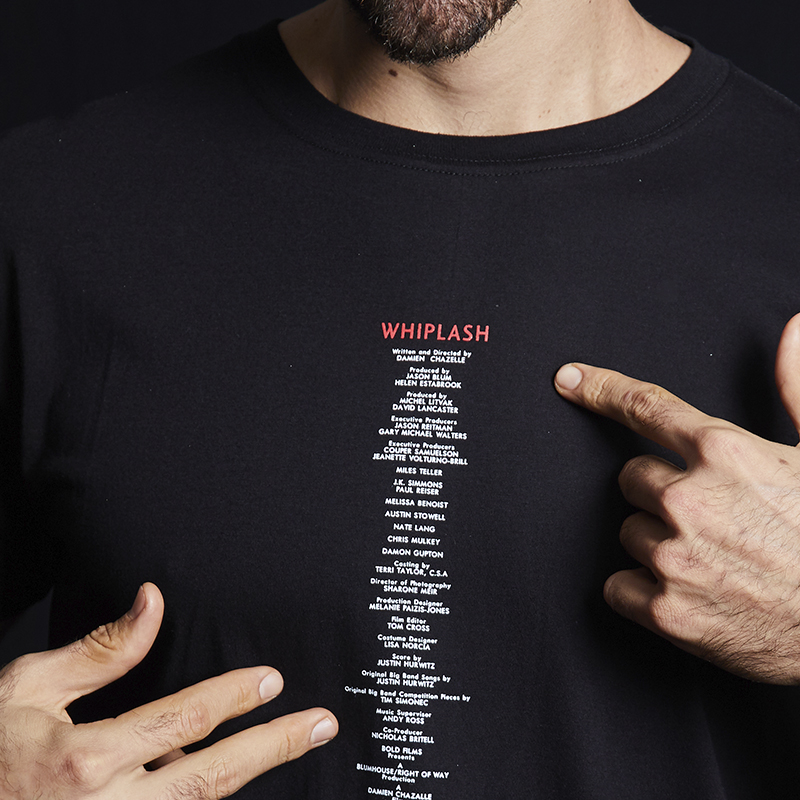 WHIPLASH
Written and Directed by
DAMIEN CHAZELLE
Produced by
JASON BLUM
HELEN ESTABROOK
Produced by
MICHEL LITVAK
DAVID LANCASTER
Executive Producers
JASON REITMAN
GARY MICHAEL WALTERS
Executive Producers
COUPER SAMUELSON
JEANETTE VOLTURNO-BRILL
MILES TELLER
J.K. SIMMONS
PAUL REISER
MELISSA BENOIST
AUSTIN STOWELL
NATE LANG
CHRIS MULKEY
DAMON GUPTON
Casting by
TERRI TAYLOR, C.S.A
Director of Photography
SHARONE MEIR
Production Designer
MELANIE PAIZIS-JONES
Film Editor
TOM CROSS
Costume Designer
LISA NORCIA
Score by
JUSTIN HURWITZ
Original Big Band Songs by
JUSTIN HURWITZ
Original Big Band Competition Pieces by
TIM SIMONEC
Music Supervisor
ANDY ROSS
Co-Producer
NICHOLAS BRITELL
BOLD FILMS
Presents
A
BLUMHOUSE/RIGHT OF WAY
Production
A
DAMIEN CHAZALLE